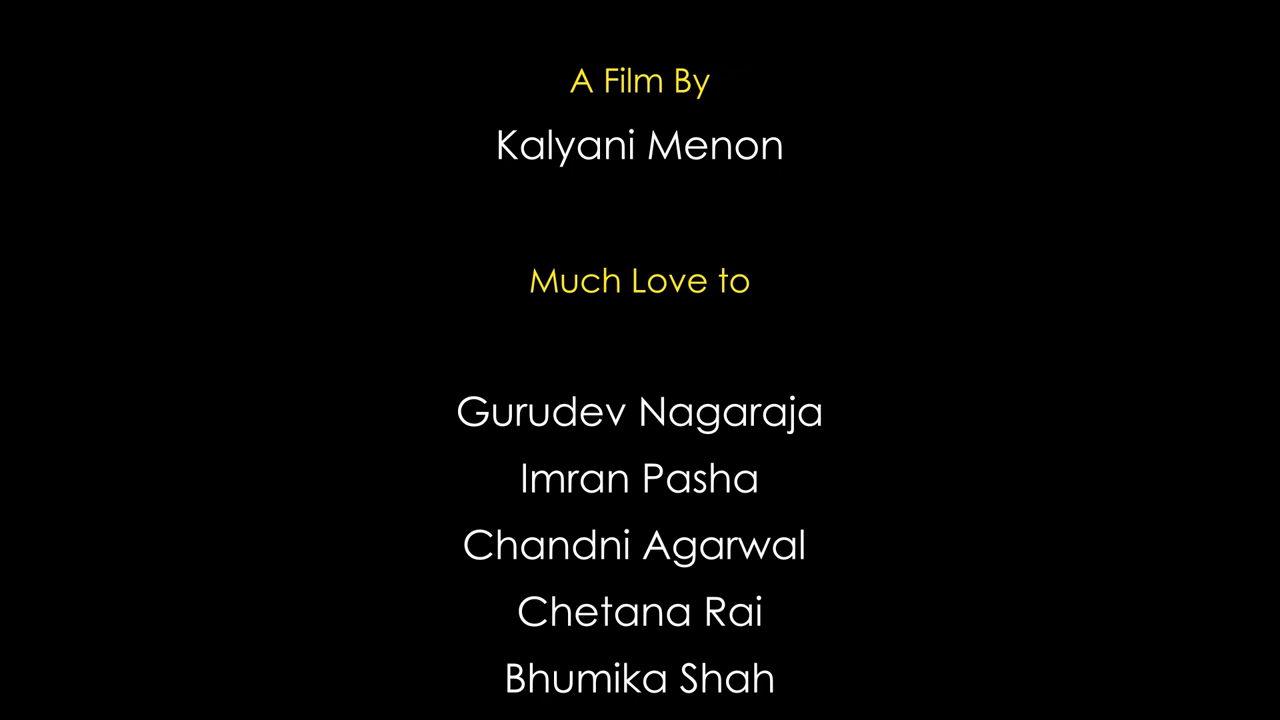 A Film By
Kalyani Menon
Much Love to
Gurudev Nagaraja
Imran Pasha
Chandni Agarwal
Chetana Rai
Bhumika Shah